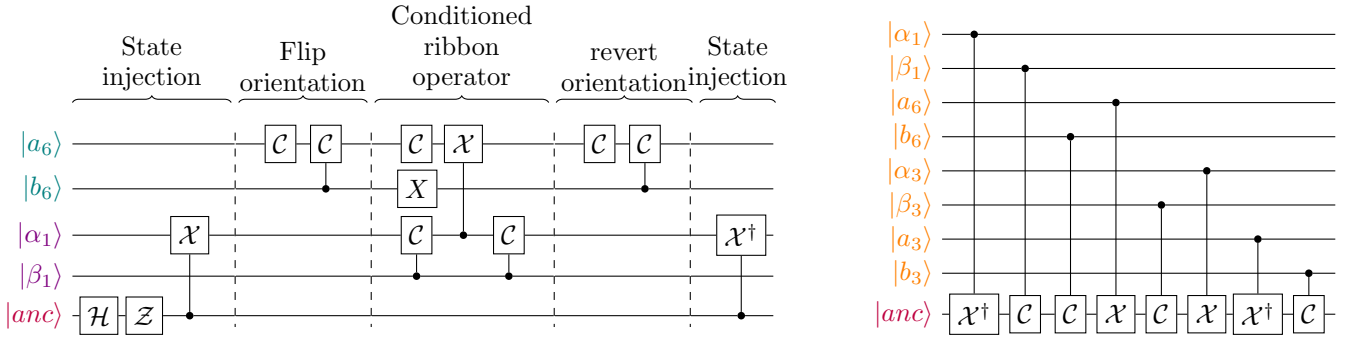 State injection
Flip orientation
Conditioned ribbon operator
revert orientation
State injection
|a₆⟩ C C C X C C
|b₆⟩ X
|α₁⟩ X C C X†
|β₁⟩
|anc⟩ H Z
|α₁⟩
|β₁⟩
|a₆⟩
|b₆⟩
|α₃⟩
|β₃⟩
|a₃⟩
|b₃⟩
|anc⟩ X† C C X C X X† C